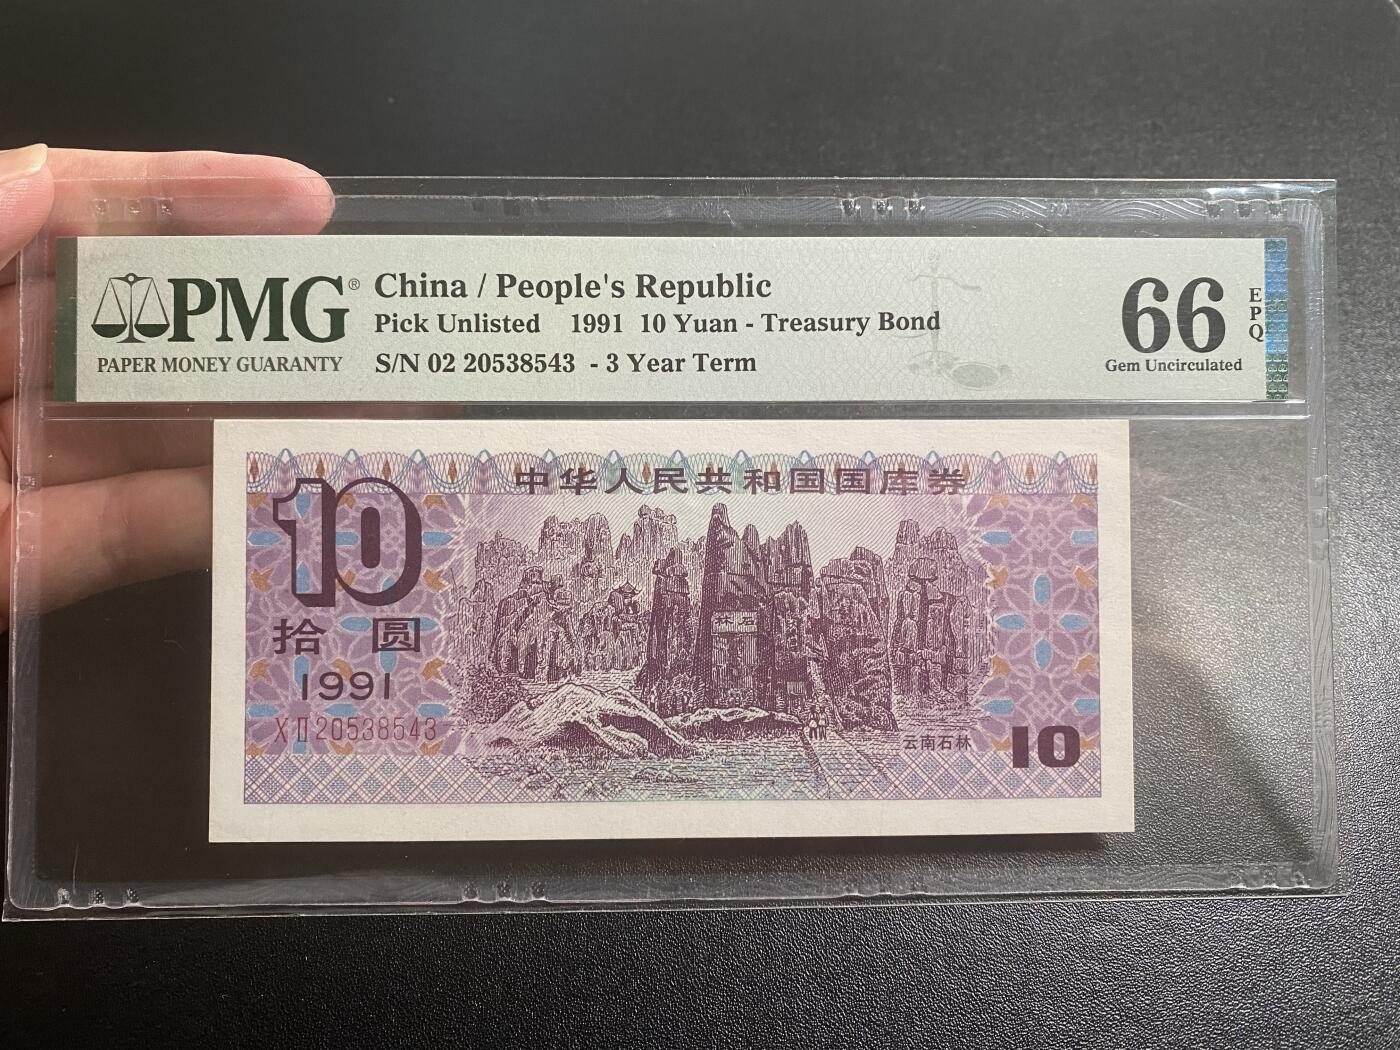 PMG®
PAPER MONEY GUARANTY
China / People's Republic
Pick Unlisted 1991 10 Yuan - Treasury Bond
S/N 02 20538543 - 3 Year Term
66
EPQ
Gem Uncirculated
中华人民共和国国库券
10
拾圆
1991
XII20538543
林石
云南石林
10